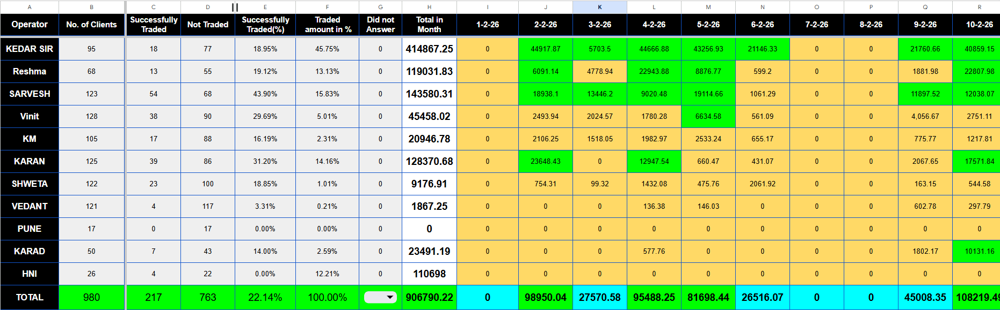 A B C D E F G H I J K L M N O P Q R
Operator No. of Clients Successfully Traded Not Traded Successfully Traded(%) Traded amount in % Did not Answer Total in Month 1-2-26 2-2-26 3-2-26 4-2-26 5-2-26 6-2-26 7-2-26 8-2-26 9-2-26 10-2-26
KEDAR SIR 95 18 77 18.95% 45.75% 0 414867.25 0 44917.87 5703.5 44666.88 43256.93 21146.33 0 0 21760.66 40859.15
Reshma 68 13 55 19.12% 13.13% 0 119031.83 0 6091.14 4778.94 22943.88 8876.77 599.2 0 0 1881.98 22807.98
SARVESH 123 54 68 43.90% 15.83% 0 143580.31 0 18938.1 13446.2 9020.48 19114.66 1061.29 0 0 11897.52 12038.07
Vinit 128 38 90 29.69% 5.01% 0 45458.02 0 2493.94 2024.57 1780.28 6634.58 561.09 0 0 4,056.67 2751.11
KM 105 17 88 16.19% 2.31% 0 20946.78 0 2106.25 1518.05 1982.97 2533.24 655.17 0 0 775.77 1217.81
KARAN 125 39 86 31.20% 14.16% 0 128370.68 0 23648.43 0 12947.54 660.47 431.07 0 0 2067.65 17571.84
SHWETA 122 23 100 18.85% 1.01% 0 9176.91 0 754.31 99.32 1432.08 475.76 2061.92 0 0 163.15 544.58
VEDANT 121 4 117 3.31% 0.21% 0 1867.25 0 0 0 136.38 146.03 0 0 0 602.78 297.79
PUNE 17 0 17 0.00% 0.00% 0 0 0 0 0 0 0 0 0 0 0 0
KARAD 50 7 43 14.00% 2.59% 0 23491.19 0 0 0 577.76 0 0 0 0 1802.17 10131.16
HNI 26 4 22 0.00% 12.21% 0 110698 0 0 0 0 0 0 0 0 0 0
TOTAL 980 217 763 22.14% 100.00% 906790.22 0 98950.04 27570.58 95488.25 81698.44 26516.07 0 0 45008.35 108219.49